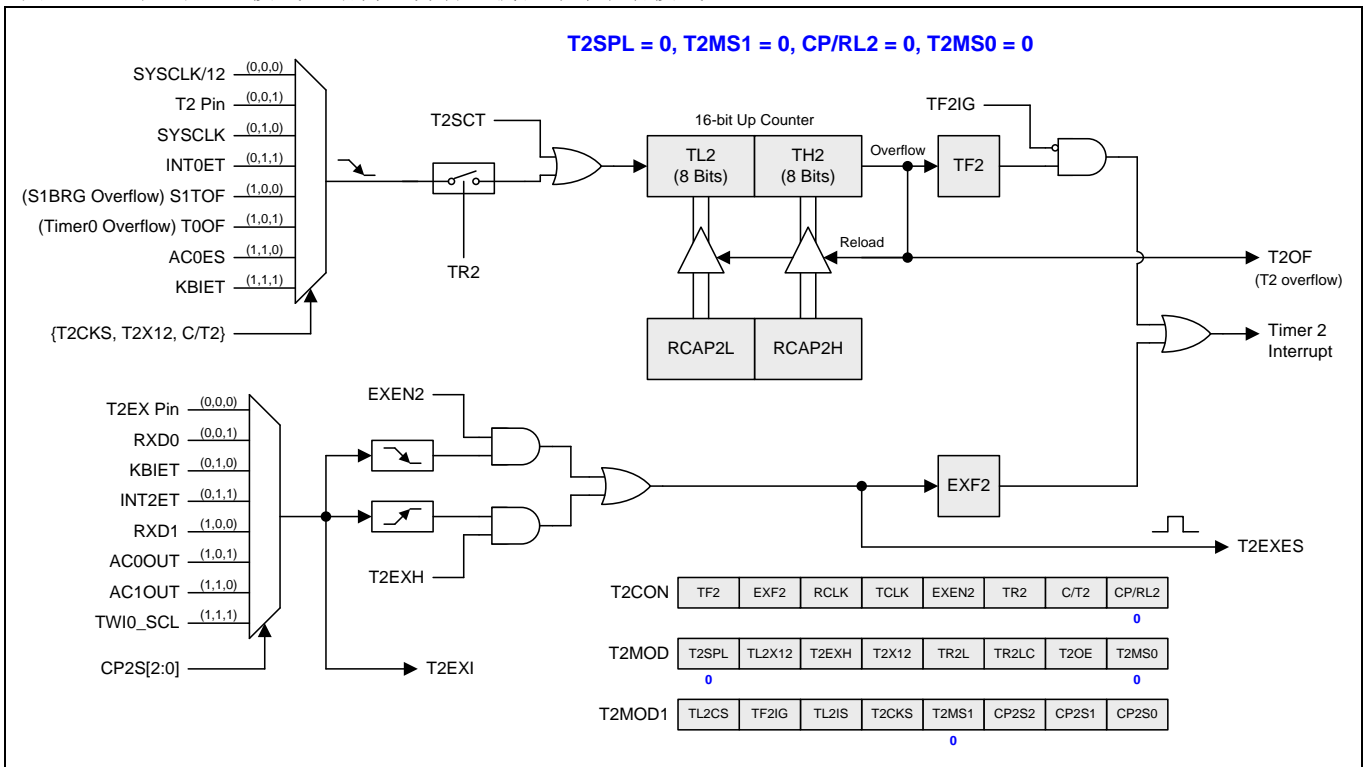 T2SPL = 0, T2MS1 = 0, CP/RL2 = 0, T2MS0 = 0
SYSCLK/12 (0,0,0)
T2 Pin (0,0,1)
SYSCLK (0,1,0)
INT0ET (0,1,1)
(S1BRG Overflow) S1TOF (1,0,0)
(Timer0 Overflow) T0OF (1,0,1)
AC0ES (1,1,0)
KBIET (1,1,1)
{T2CKS, T2X12, C/T2}
TR2
T2SCT
16-bit Up Counter
TL2
(8 Bits)
TH2
(8 Bits)
Overflow
TF2
TF2IG
Reload
RCAP2L
RCAP2H
T2OF
(T2 overflow)
Timer 2
Interrupt
T2EX Pin (0,0,0)
RXD0 (0,0,1)
KBIET (0,1,0)
INT2ET (0,1,1)
RXD1 (1,0,0)
AC0OUT (1,0,1)
AC1OUT (1,1,0)
TWI0_SCL (1,1,1)
CP2S[2:0]
EXEN2
T2EXH
T2EXI
EXF2
T2EXES
T2CON TF2 EXF2 RCLK TCLK EXEN2 TR2 C/T2 CP/RL2
0
T2MOD T2SPL TL2X12 T2EXH T2X12 TR2L TR2LC T2OE T2MS0
0 0
T2MOD1 TL2CS TF2IG TL2IS T2CKS T2MS1 CP2S2 CP2S1 CP2S0
0